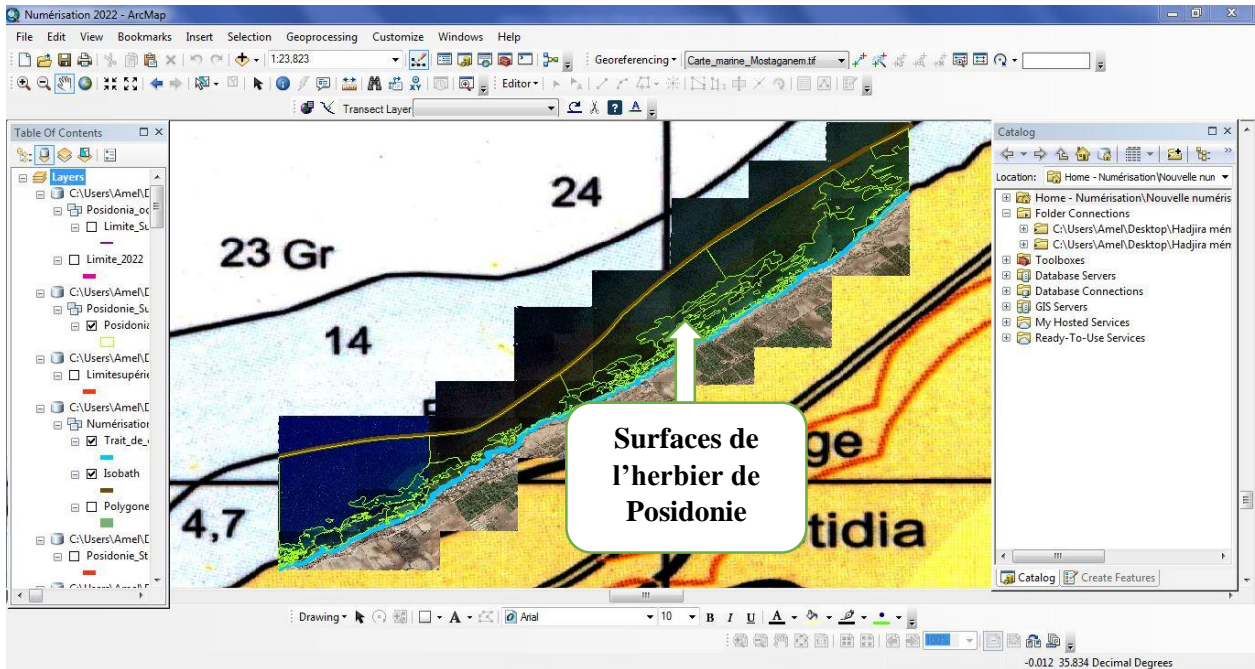 Numérisation 2022 - ArcMap
File Edit View Bookmarks Insert Selection Geoprocessing Customize Windows Help
1:23,823
Georeferencing
Carte_marine_Mostaganem.tif
Editor
Transect Layer
Table Of Contents
Layers
C:\Users\Amel\D
Posidonia_oc
Limite_Su
Limite_2022
C:\Users\Amel\D
Posidonie_Su
Posidonia
C:\Users\Amel\D
Limitesupérie
C:\Users\Amel\D
Numérisation
Trait_de_
Isobath
Polygone
C:\Users\Amel\D
Posidonie_St
24
23 Gr
14
4,7
ge
tidia
Surfaces de
l’herbier de
Posidonie
Catalog
Location: Home - Numérisation\Nouvelle nun
Home - Numérisation\Nouvelle numéris
Folder Connections
C:\Users\Amel\Desktop\Hadjira mém
C:\Users\Amel\Desktop\Hadjira mém
Toolboxes
Database Servers
Database Connections
GIS Servers
My Hosted Services
Ready-To-Use Services
Catalog Create Features
Drawing A Arial 10 B I U A
100%
-0.012 35.834 Decimal Degrees